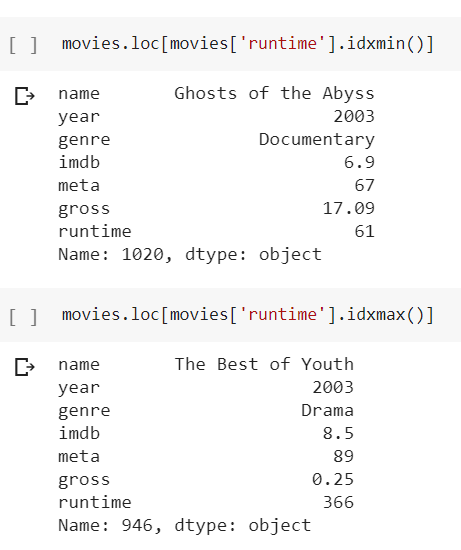 [ ] movies.loc[movies['runtime'].idxmin()]
name Ghosts of the Abyss
year 2003
genre Documentary
imdb 6.9
meta 67
gross 17.09
runtime 61
Name: 1020, dtype: object
[ ] movies.loc[movies['runtime'].idxmax()]
name The Best of Youth
year 2003
genre Drama
imdb 8.5
meta 89
gross 0.25
runtime 366
Name: 946, dtype: object